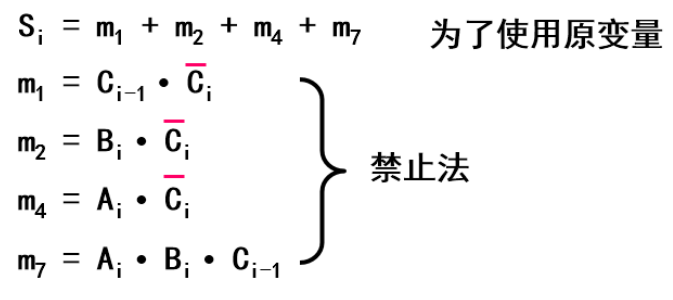 Sᵢ = m₁ + m₂ + m₄ + m₇ 为了使用原变量
m₁ = Cᵢ₋₁ • C̅ᵢ
m₂ = Bᵢ • C̅ᵢ
m₄ = Aᵢ • C̅ᵢ
禁止法
m₇ = Aᵢ • Bᵢ • Cᵢ₋₁